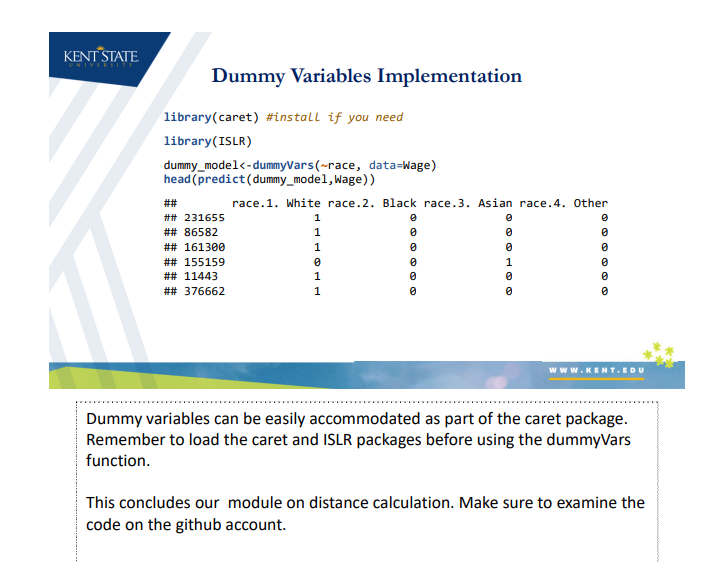 KENT STATE
UNIVERSITY
Dummy Variables Implementation
library(caret) #install if you need
library(ISLR)
dummy_model<-dummyVars(~race, data=Wage)
head(predict(dummy_model,Wage))
## race.1. White race.2. Black race.3. Asian race.4. Other
## 231655 1 0 0 0
## 86582 1 0 0 0
## 161300 1 0 0 0
## 155159 0 0 1 0
## 11443 1 0 0 0
## 376662 1 0 0 0
WWW.KENT.EDU
Dummy variables can be easily accommodated as part of the caret package.
Remember to load the caret and ISLR packages before using the dummyVars
function.
This concludes our module on distance calculation. Make sure to examine the
code on the github account.